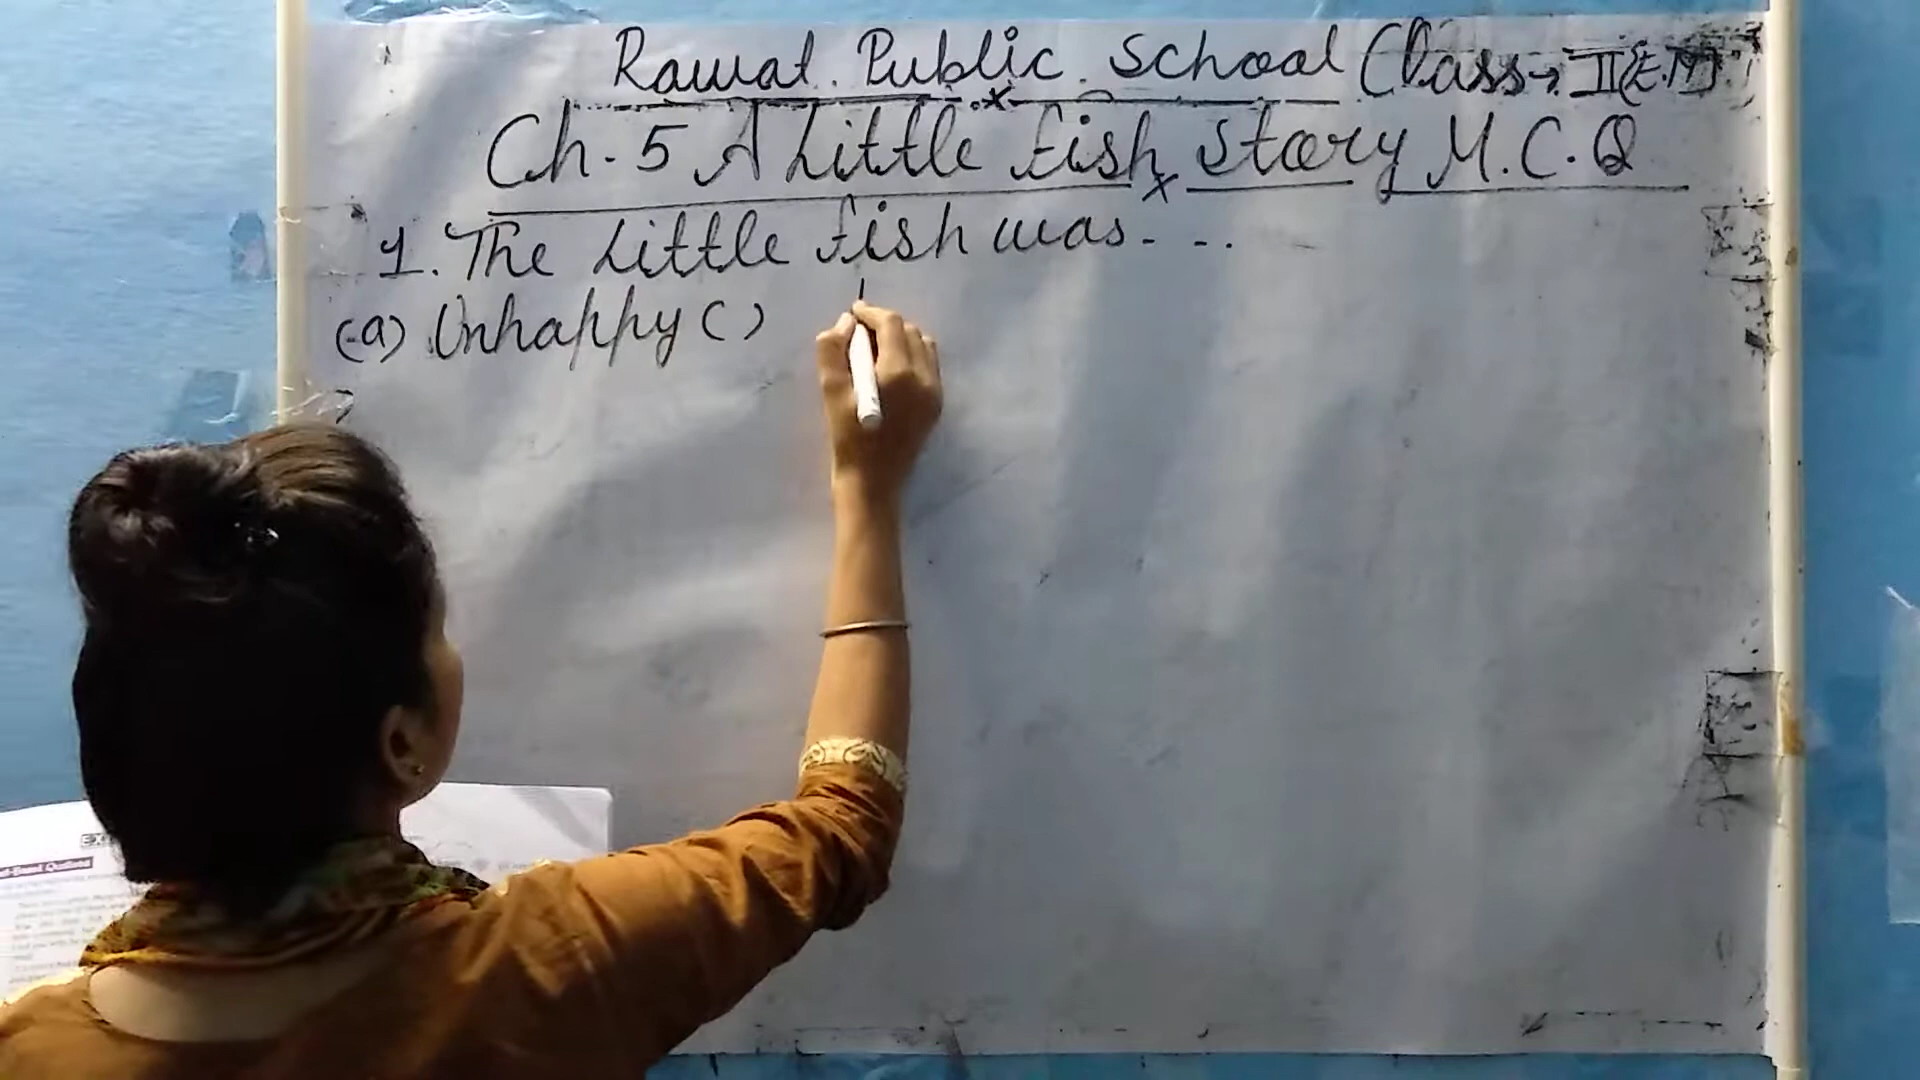 Rawat Public School Class → II (E.M)
Ch. 5 A Little Fish Story M.C.Q
1. The Little fish was - - -
(a) Unhappy ( )